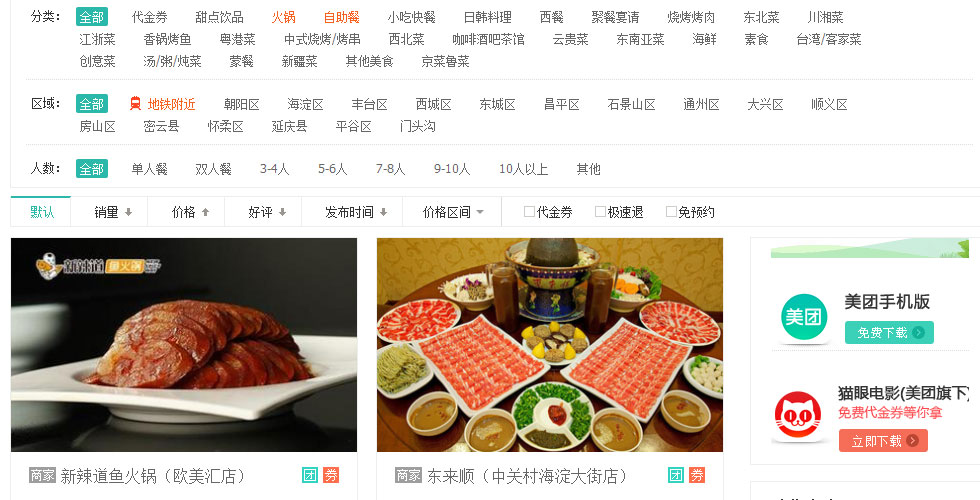 分类： 全部 代金券 甜点饮品 火锅 自助餐 小吃快餐 日韩料理 西餐 聚餐宴请 烧烤烤肉 东北菜 川湘菜
江浙菜 香锅烤鱼 粤港菜 中式烧烤/烤串 西北菜 咖啡酒吧茶馆 云贵菜 东南亚菜 海鲜 素食 台湾/客家菜
创意菜 汤/粥/炖菜 蒙餐 新疆菜 其他美食 京菜鲁菜
区域： 全部 地铁附近 朝阳区 海淀区 丰台区 西城区 东城区 昌平区 石景山区 通州区 大兴区 顺义区
房山区 密云县 怀柔区 延庆县 平谷区 门头沟
人数： 全部 单人餐 双人餐 3-4人 5-6人 7-8人 9-10人 10人以上 其他
默认 销量 价格 好评 发布时间 价格区间 代金券 极速退 免预约
新辣道鱼火锅
美团
美团手机版
免费下载
猫眼电影(美团旗下)
免费代金券等你拿
立即下载
商家 新辣道鱼火锅（欧美汇店） 团 券
商家 东来顺（中关村海淀大街店） 团 券